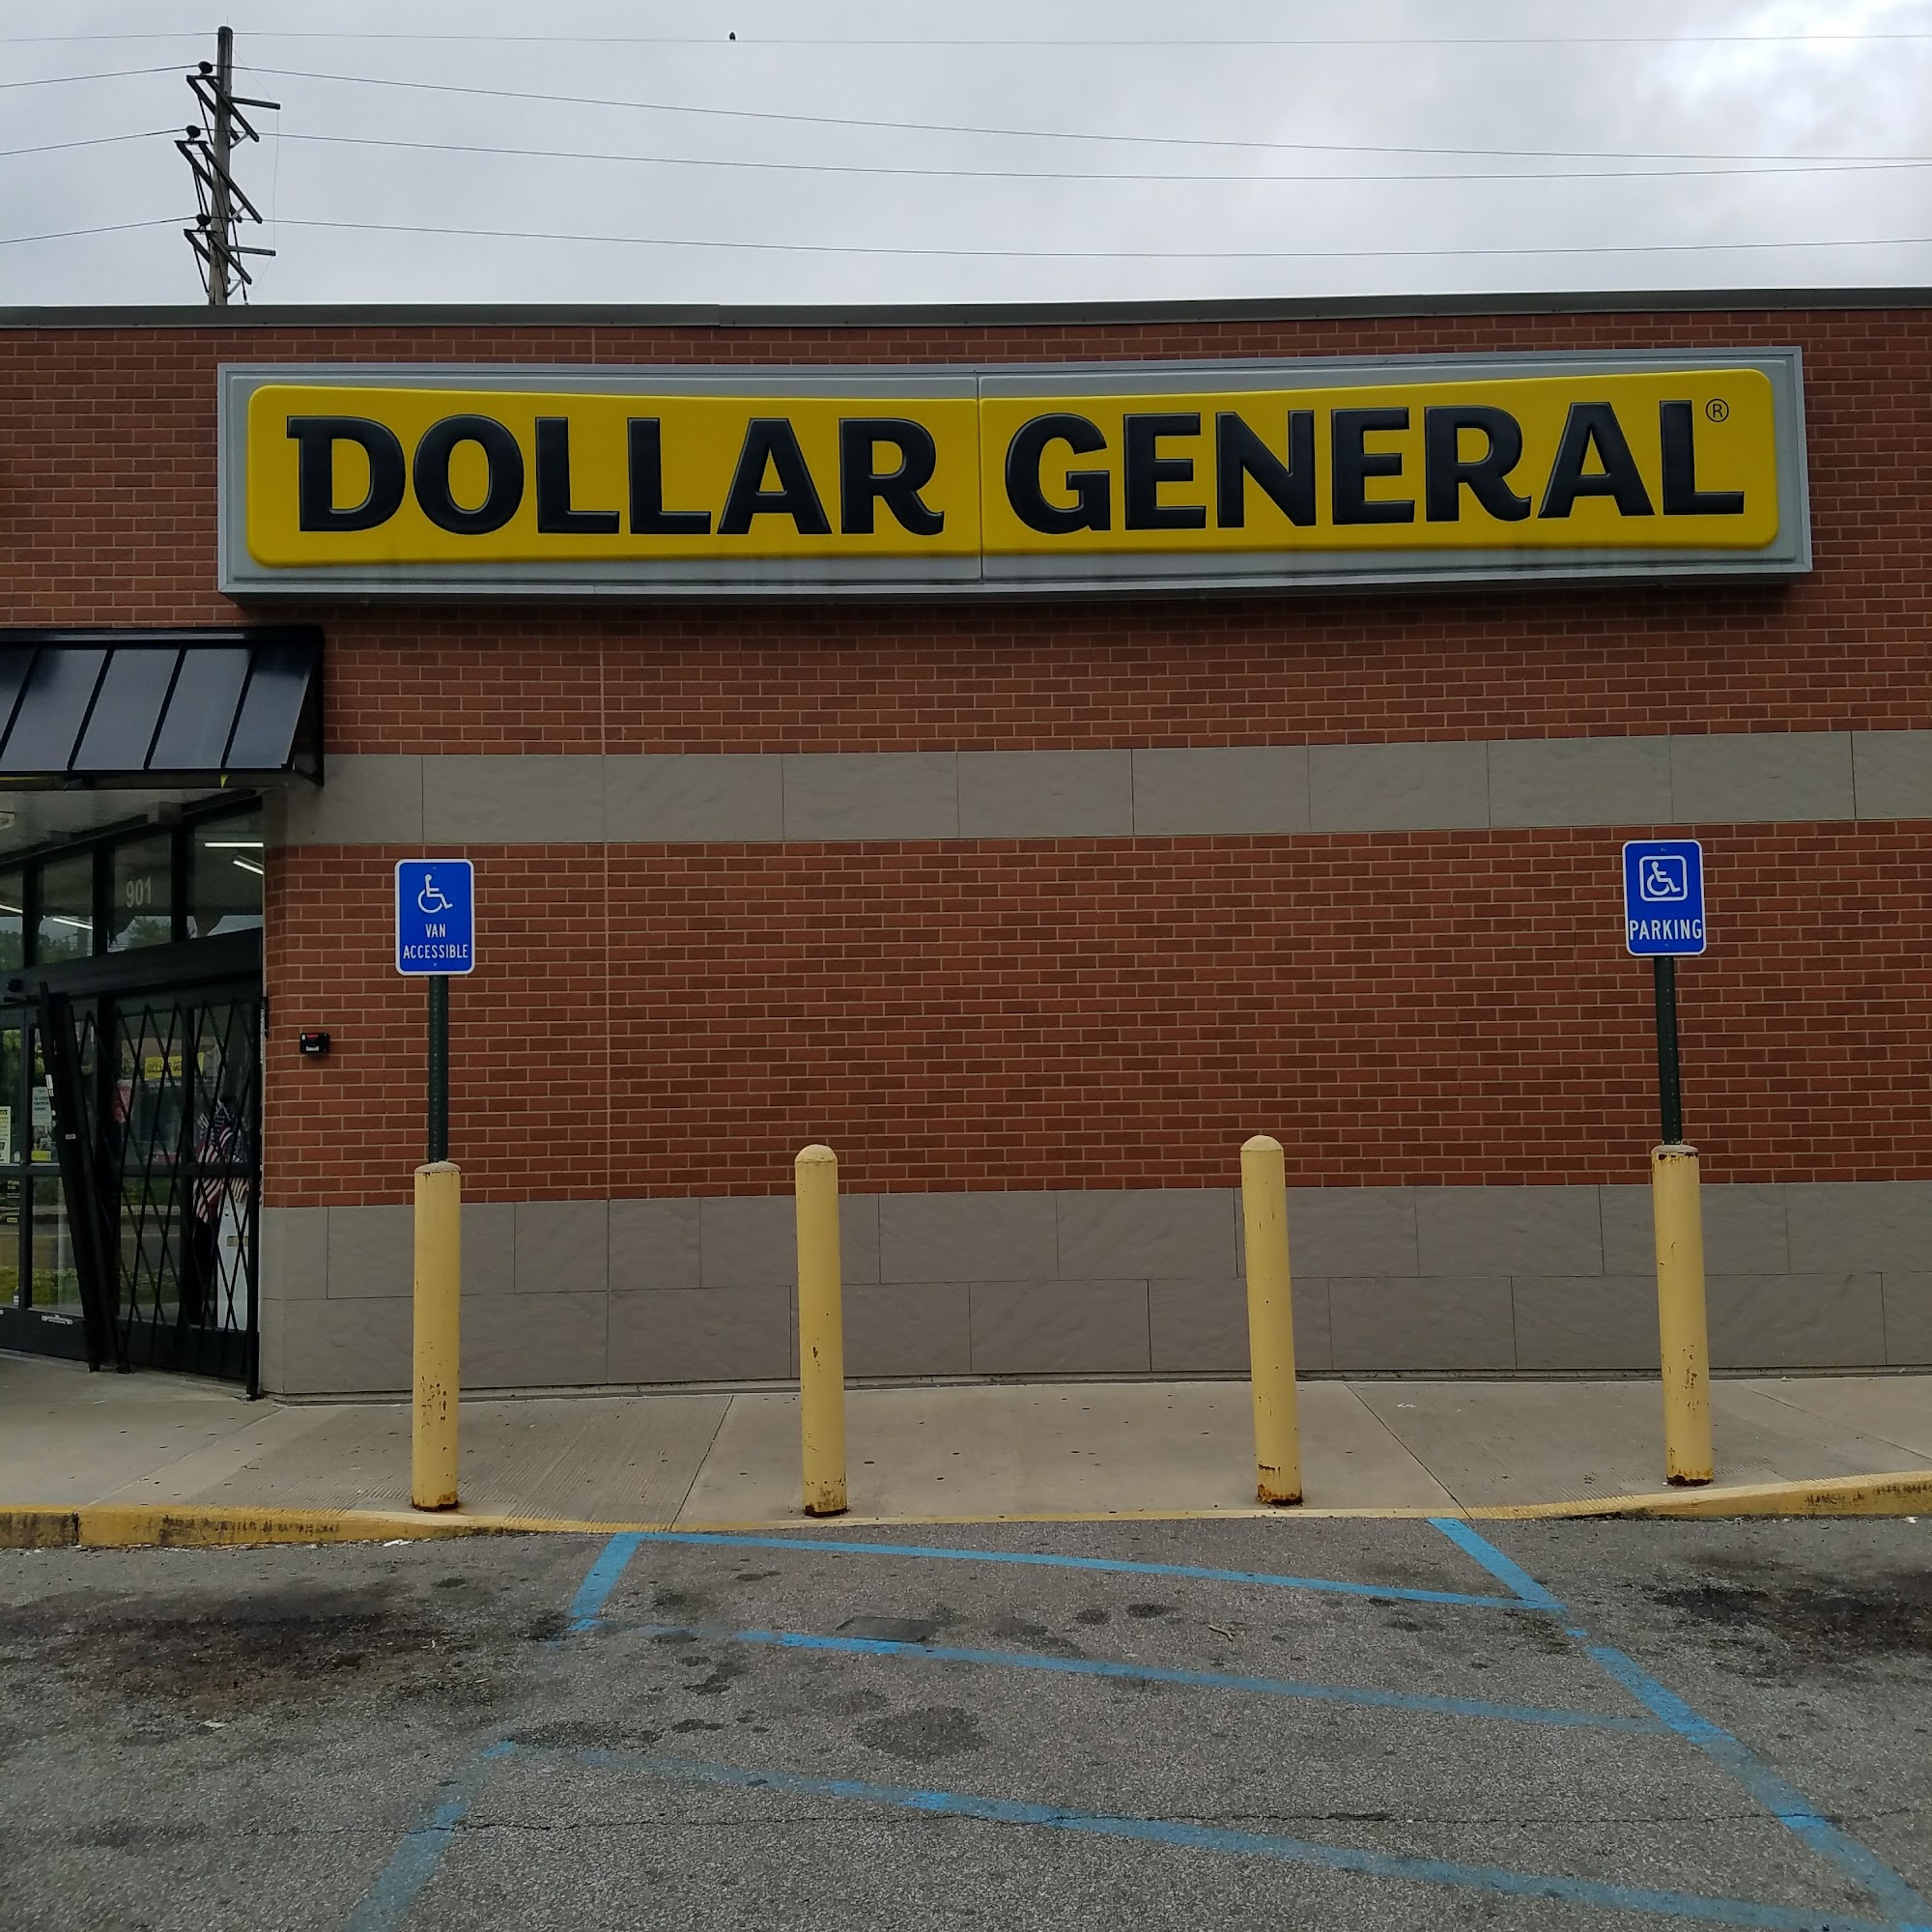 DOLLAR GENERAL®
901
VAN
ACCESSIBLE
PARKING